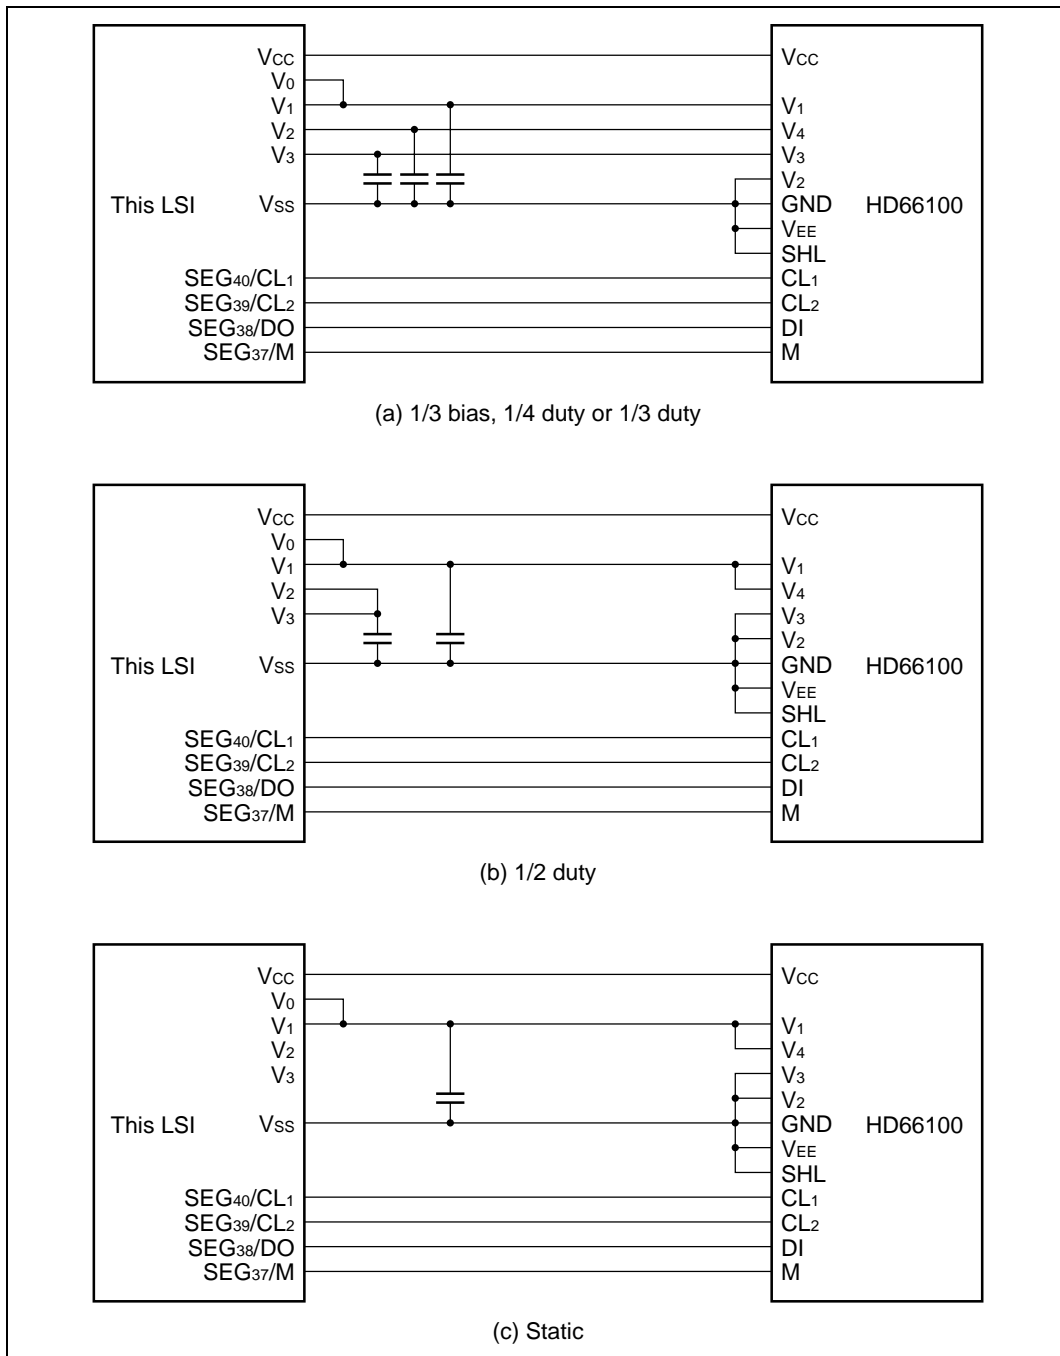 VCC VCC
V0
V1 V1
V2 V4
V3 V3
V2
This LSI VSS GND HD66100
VEE
SHL
SEG40/CL1 CL1
SEG39/CL2 CL2
SEG38/DO DI
SEG37/M M
(a) 1/3 bias, 1/4 duty or 1/3 duty
VCC VCC
V0
V1 V1
V2 V4
V3 V3
V2
This LSI VSS GND HD66100
VEE
SHL
SEG40/CL1 CL1
SEG39/CL2 CL2
SEG38/DO DI
SEG37/M M
(b) 1/2 duty
VCC VCC
V0
V1 V1
V2 V4
V3 V3
V2
This LSI VSS GND HD66100
VEE
SHL
SEG40/CL1 CL1
SEG39/CL2 CL2
SEG38/DO DI
SEG37/M M
(c) Static